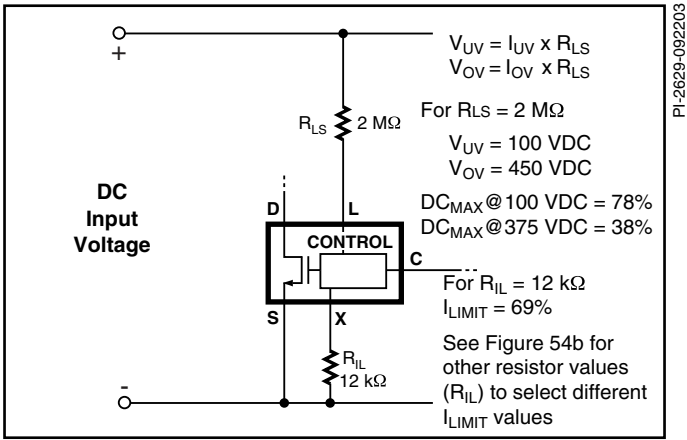 PI-2629-092203
+
V_UV = I_UV x R_LS
V_OV = I_OV x R_LS
R_LS 2 MΩ
For RLS = 2 MΩ
V_UV = 100 VDC
V_OV = 450 VDC
DC_MAX@100 VDC = 78%
DC_MAX@375 VDC = 38%
DC
Input
Voltage
D
L
CONTROL
C
S
X
For R_IL = 12 kΩ
I_LIMIT = 69%
R_IL
12 kΩ
See Figure 54b for
other resistor values
(R_IL) to select different
I_LIMIT values
-